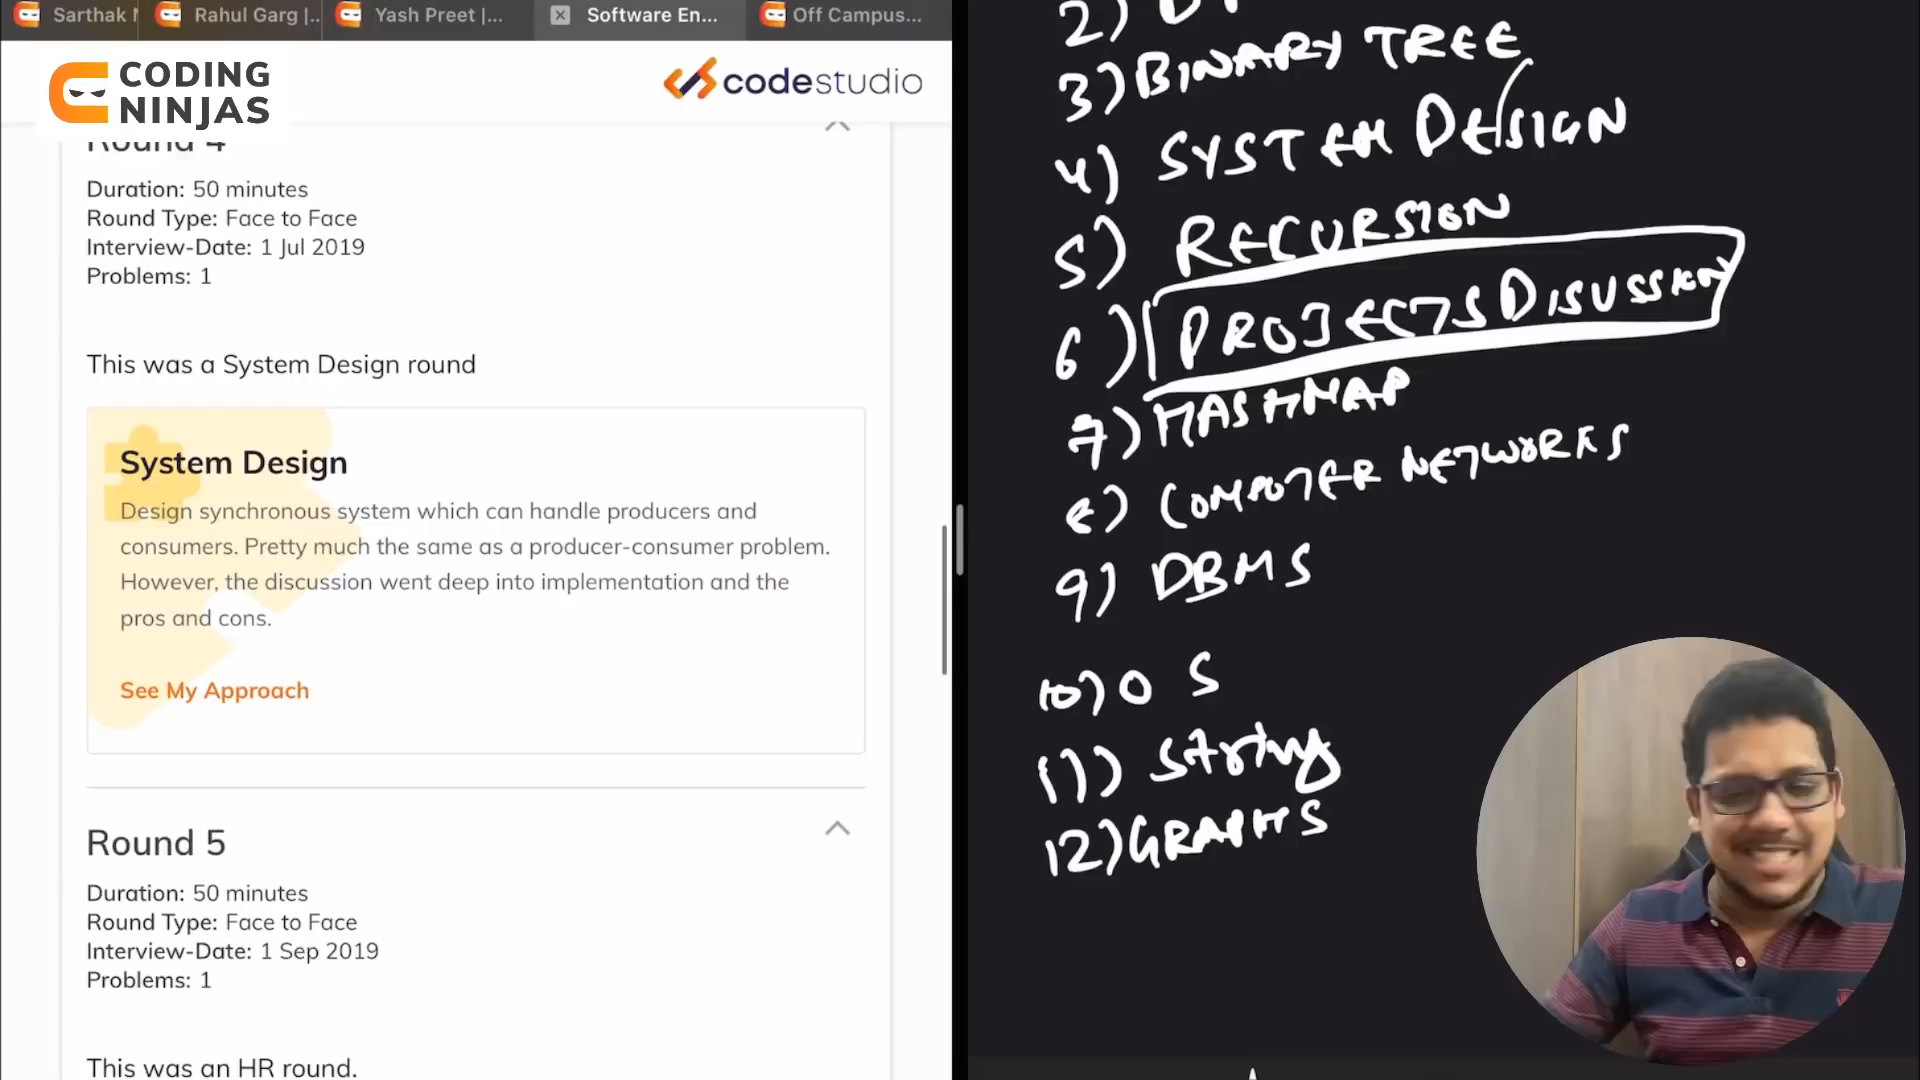 Sarthak
Rahul Garg |...
Yash Preet |...
Software En...
Off Campus...
CODING
NINJAS
codestudio
Round 4
Duration: 50 minutes
Round Type: Face to Face
Interview-Date: 1 Jul 2019
Problems: 1
This was a System Design round
System Design
Design synchronous system which can handle producers and
consumers. Pretty much the same as a producer-consumer problem.
However, the discussion went deep into implementation and the
pros and cons.
See My Approach
Round 5
Duration: 50 minutes
Round Type: Face to Face
Interview-Date: 1 Sep 2019
Problems: 1
This was an HR round.
2)
3) BINARY TREE
4) SYSTEM DESIGN
5) RECURSION
6) PROJECTS DISUSSION
7) HASHMAP
8) COMPUTER NETWORKS
9) DBMS
10) OS
11) String
12) GRAPHS